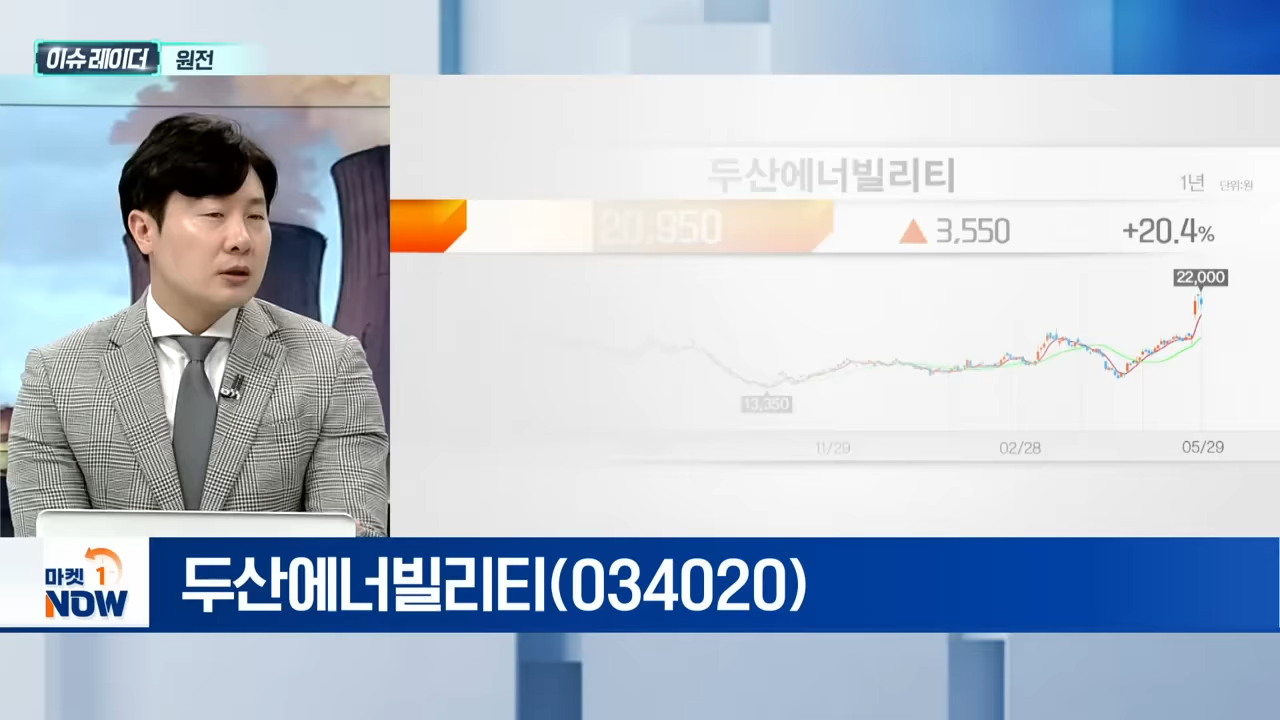 이슈레이더 원전
두산에너빌리티
1년 단위:원
20,950 ▲ 3,550 +20.4%
22,000
13,350
11/29 02/28 05/29
마켓 1
NOW
두산에너빌리티(034020)